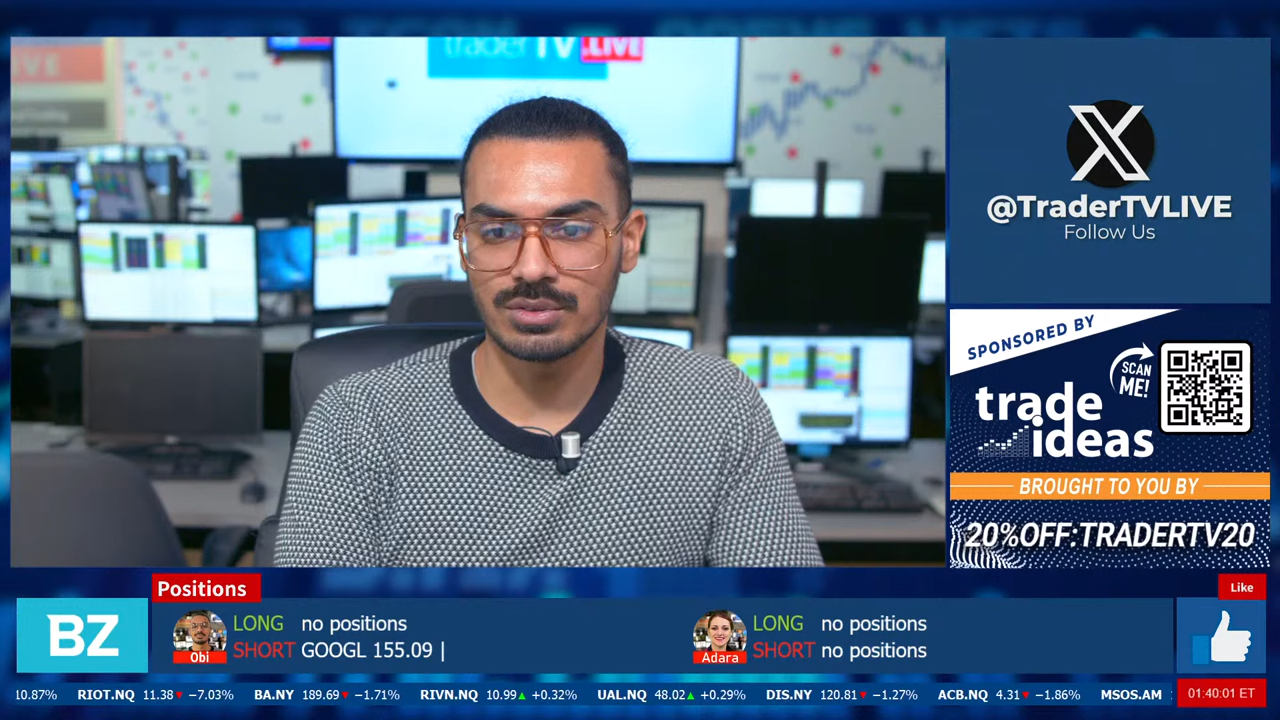 traderTV.LIVE
IVE
X
@TraderTVLIVE
Follow Us
SPONSORED BY
SCAN
ME!
trade
ideas
BROUGHT TO YOU BY
20%OFF:TRADERTV20
Positions
Like
BZ
LONG no positions
SHORT GOOGL 155.09 |
Obi
LONG no positions
SHORT no positions
Adara
10.87% RIOT.NQ 11.38▼ −7.03% BA.NY 189.69▼ −1.71% RIVN.NQ 10.99▲ +0.32% UAL.NQ 48.02▲ +0.29% DIS.NY 120.81▼ −1.27% ACB.NQ 4.31▼ −1.86% MSOS.AM
01:40:01 ET